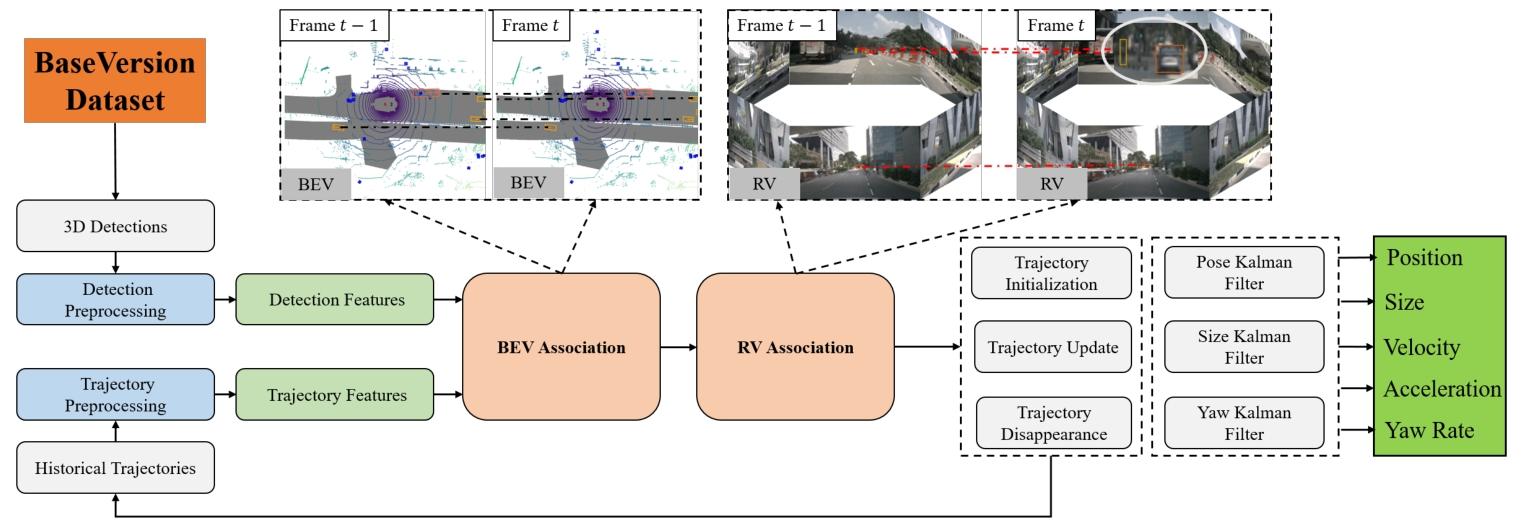 BaseVersion
Dataset
Frame t − 1
Frame t
BEV
BEV
Frame t − 1
Frame t
RV
RV
3D Detections
Detection
Preprocessing
Detection Features
Trajectory
Preprocessing
Trajectory Features
Historical Trajectories
BEV Association
RV Association
Trajectory
Initialization
Trajectory Update
Trajectory
Disappearance
Pose Kalman
Filter
Size Kalman
Filter
Yaw Kalman
Filter
Position
Size
Velocity
Acceleration
Yaw Rate